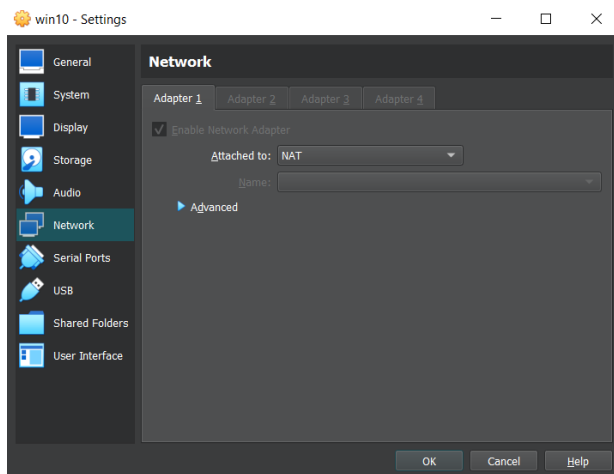 win10 - Settings
General
System
Display
Storage
Audio
Network
Serial Ports
USB
Shared Folders
User Interface
Network
Adapter 1 Adapter 2 Adapter 3 Adapter 4
Enable Network Adapter
Attached to: NAT
Name:
Advanced
OK Cancel Help